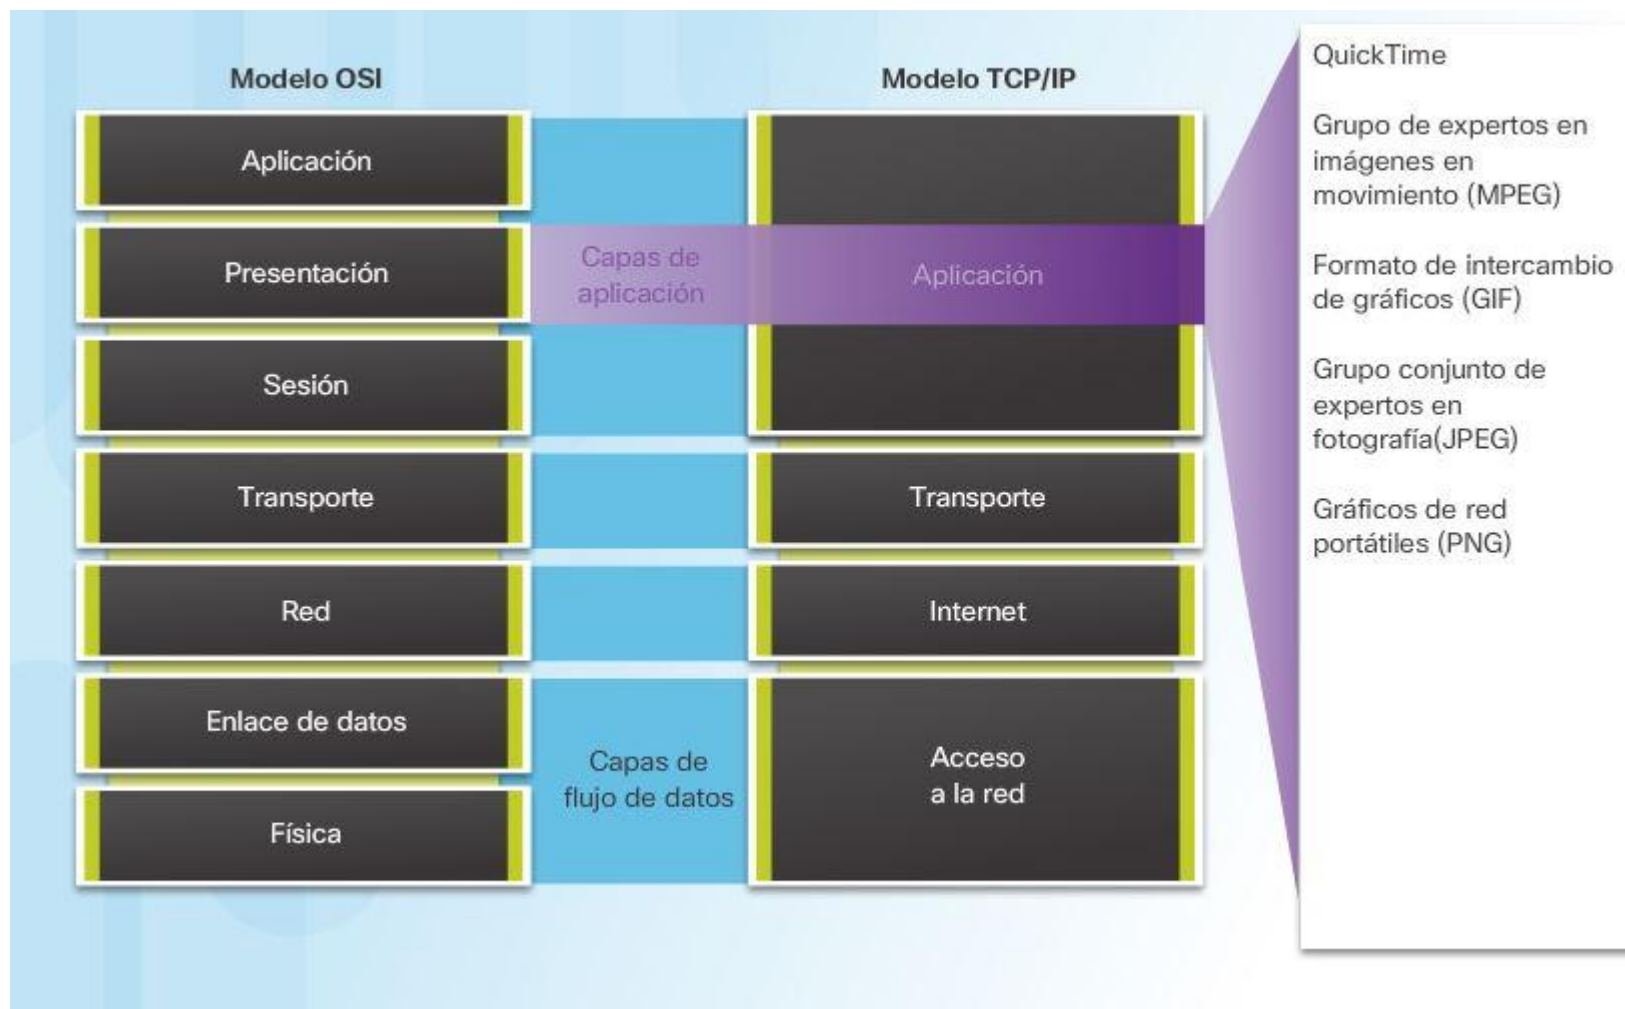 Modelo OSI
Aplicación
Presentación
Sesión
Transporte
Red
Enlace de datos
Física
Capas de
aplicación
Capas de
flujo de datos
Modelo TCP/IP
Aplicación
Transporte
Internet
Acceso
a la red
QuickTime
Grupo de expertos en
imágenes en
movimiento (MPEG)
Formato de intercambio
de gráficos (GIF)
Grupo conjunto de
expertos en
fotografía(JPEG)
Gráficos de red
portátiles (PNG)